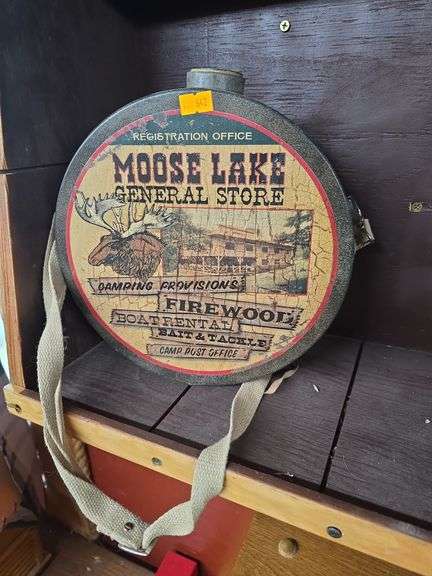 REGISTRATION OFFICE
MOOSE LAKE
GENERAL STORE
CAMPING PROVISIONS
FIREWOOD
BOAT RENTAL
BAIT & TACKLE
CAMP POST OFFICE